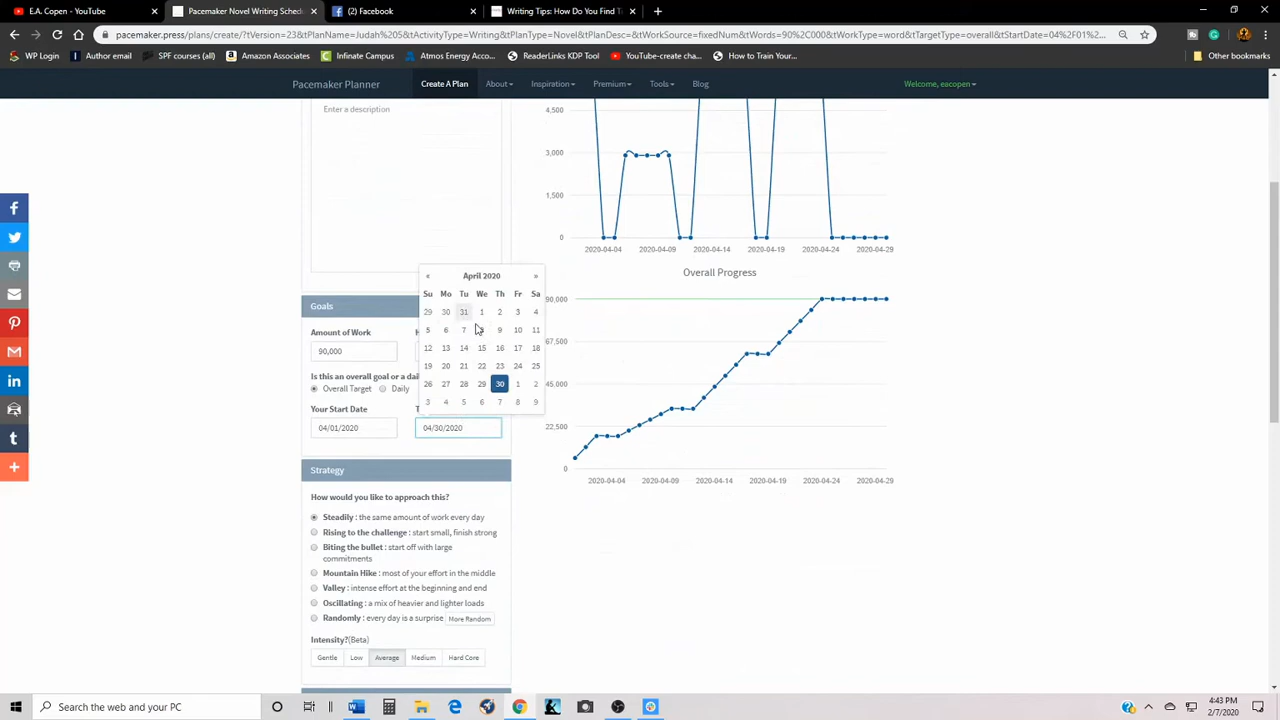 E.A. Copen - YouTube
Pacemaker Novel Writing Sched
Facebook
Writing Tips: How Do You Find T
pacemaker.press/plans/create/?tVersion=23&tPlanName=Judah%205&tActivityType=Writing&tPlanType=Novel&tPlanDesc=&tWorkSource=fixedNum&tWords=90%2C000&tWorkType=word&tTargetType=overall&tStartDate=04%2F01%2...
WP Login
SPF courses (all)
Amazon Associates
Infinate Campus
Atmos Energy Acco...
ReaderLinks KDP Tool
YouTube-create cha...
How to Train Your...
Other bookmarks
Pacemaker Planner
Create A Plan
About
Inspiration
Premium
Tools
Blog
Welcome, eacopen
Enter a description
4,500
3,000
1,500
0
2020-04-04 2020-04-09 2020-04-14 2020-04-19 2020-04-24 2020-04-29
Overall Progress
90,000
67,500
45,000
22,500
0
2020-04-04 2020-04-09 2020-04-14 2020-04-19 2020-04-24 2020-04-29
« April 2020 »
Su Mo Tu We Th Fr Sa
29 30 31 1 2 3 4
5 6 7 8 9 10 11
12 13 14 15 16 17 18
19 20 21 22 23 24 25
26 27 28 29 30 1 2
3 4 5 6 7 8 9
Goals
Amount of Work
90,000
Is this an overall goal or a dai
Overall Target
Daily
Your Start Date
04/01/2020
04/30/2020
Strategy
How would you like to approach this?
Steadily : the same amount of work every day
Rising to the challenge : start small, finish strong
Biting the bullet : start off with large
commitments
Mountain Hike : most of your effort in the middle
Valley : intense effort at the beginning and end
Oscillating : a mix of heavier and lighter loads
Randomly : every day is a surprise More Random
Intensity?(Beta)
Gentle Low Average Medium Hard Core
Search the web and your PC
4:43 PM
2/7/2020